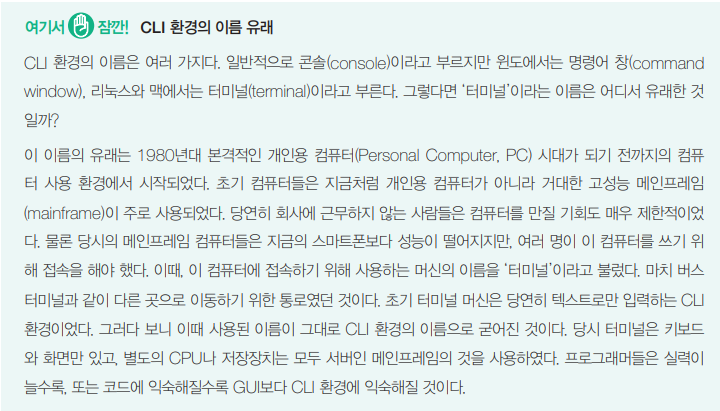 여기서 잠깐! CLI 환경의 이름 유래
CLI 환경의 이름은 여러 가지다. 일반적으로 콘솔(console)이라고 부르지만 윈도에서는 명령어 창(command
window), 리눅스와 맥에서는 터미널(terminal)이라고 부른다. 그렇다면 ‘터미널’이라는 이름은 어디서 유래한 것
일까?
이 이름의 유래는 1980년대 본격적인 개인용 컴퓨터(Personal Computer, PC) 시대가 되기 전까지의 컴퓨
터 사용 환경에서 시작되었다. 초기 컴퓨터들은 지금처럼 개인용 컴퓨터가 아니라 거대한 고성능 메인프레임
(mainframe)이 주로 사용되었다. 당연히 회사에 근무하지 않는 사람들은 컴퓨터를 만질 기회도 매우 제한적이었
다. 물론 당시의 메인프레임 컴퓨터들은 지금의 스마트폰보다 성능이 떨어지지만, 여러 명이 이 컴퓨터를 쓰기 위
해 접속을 해야 했다. 이때, 이 컴퓨터에 접속하기 위해 사용하는 머신의 이름을 ‘터미널’이라고 불렀다. 마치 버스
터미널과 같이 다른 곳으로 이동하기 위한 통로였던 것이다. 초기 터미널 머신은 당연히 텍스트로만 입력하는 CLI
환경이었다. 그러다 보니 이때 사용된 이름이 그대로 CLI 환경의 이름으로 굳어진 것이다. 당시 터미널은 키보드
와 화면만 있고, 별도의 CPU나 저장장치는 모두 서버인 메인프레임의 것을 사용하였다. 프로그래머들은 실력이
늘수록, 또는 코드에 익숙해질수록 GUI보다 CLI 환경에 익숙해질 것이다.